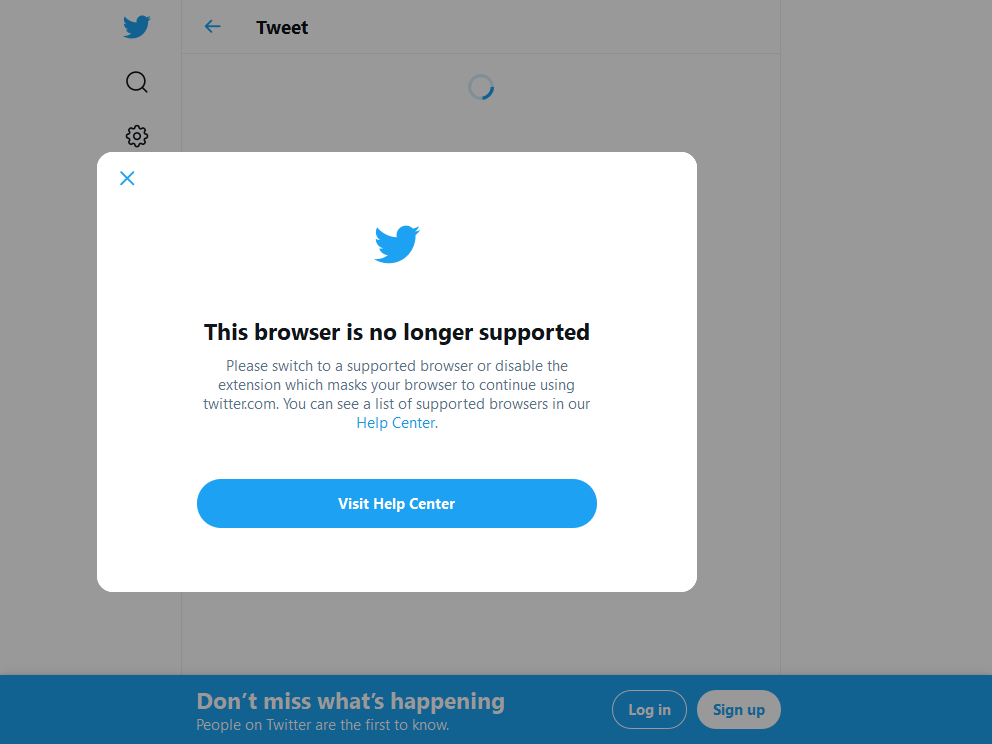 Tweet
This browser is no longer supported
Please switch to a supported browser or disable the
extension which masks your browser to continue using
twitter.com. You can see a list of supported browsers in our
Help Center.
Visit Help Center
Don’t miss what’s happening
People on Twitter are the first to know.
Log in
Sign up